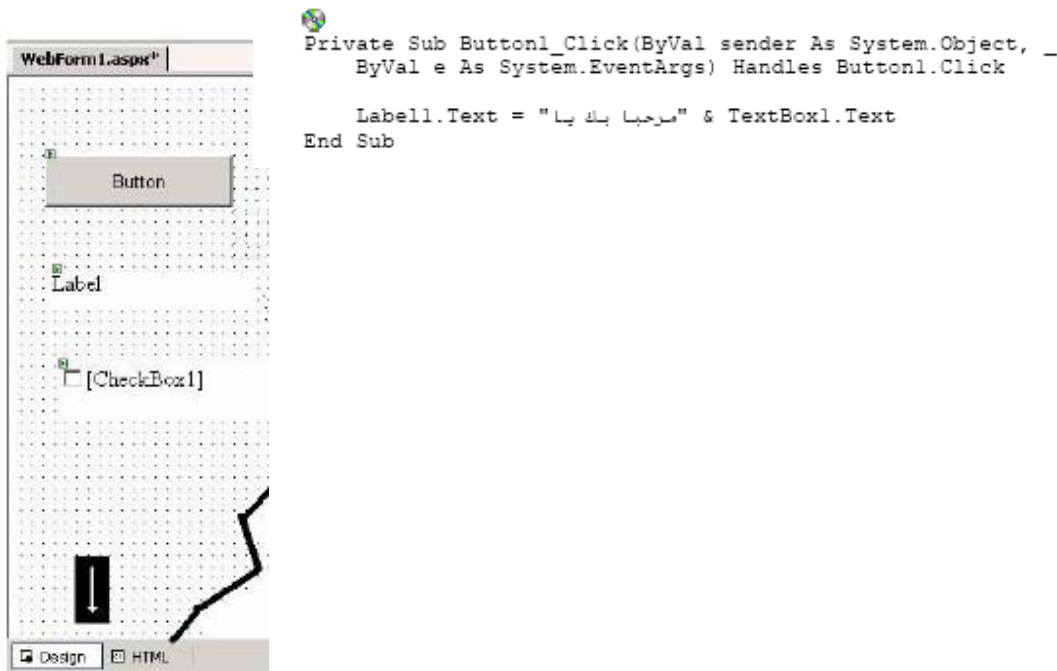 WebForm1.aspx*
Button
Label
[CheckBox1]
Design HTML
Private Sub Button1_Click(ByVal sender As System.Object, _
ByVal e As System.EventArgs) Handles Button1.Click
Label1.Text = "مرحبا بك يا" & TextBox1.Text
End Sub